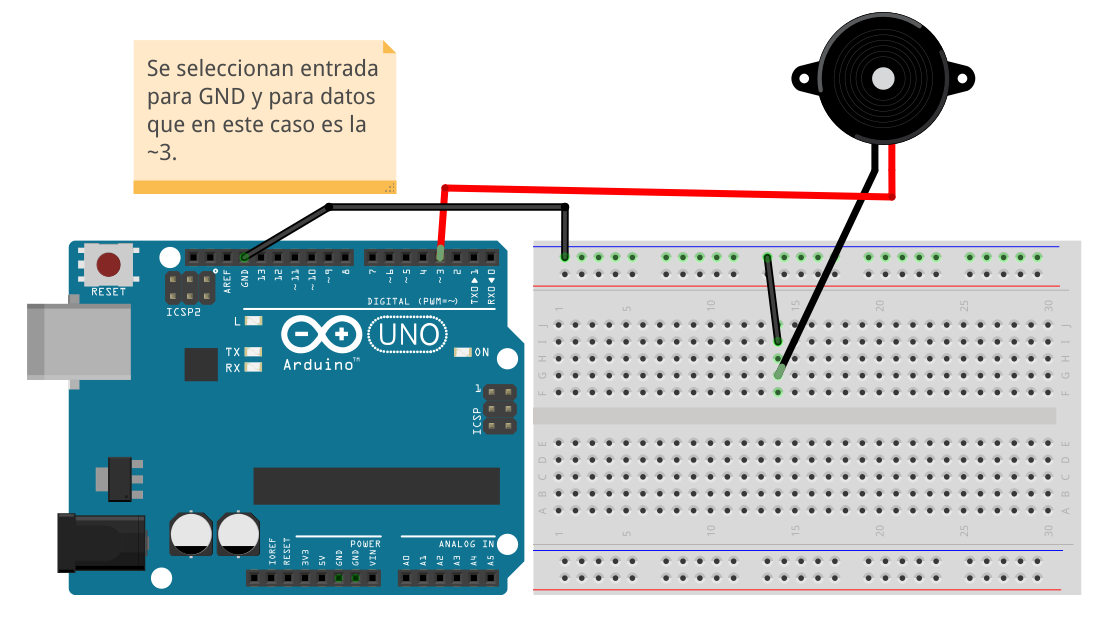 Se seleccionan entrada
para GND y para datos
que en este caso es la
~3.
RESET
ICSP2
AREF
GND
13
12
~11
~10
~9
8
7
~6
~5
4
~3
2
TX0▶1
RX0◀0
DIGITAL (PWM=~)
L
TX
RX
UNO
Arduino™
ON
1
ICSP
POWER
ANALOG IN
IOREF
RESET
3V3
5V
GND
GND
VIN
A0
A1
A2
A3
A4
A5
1 5 10 15 20 25 30
J J
I I
H H
G G
F F
E E
D D
C C
B B
A A
1 5 10 15 20 25 30